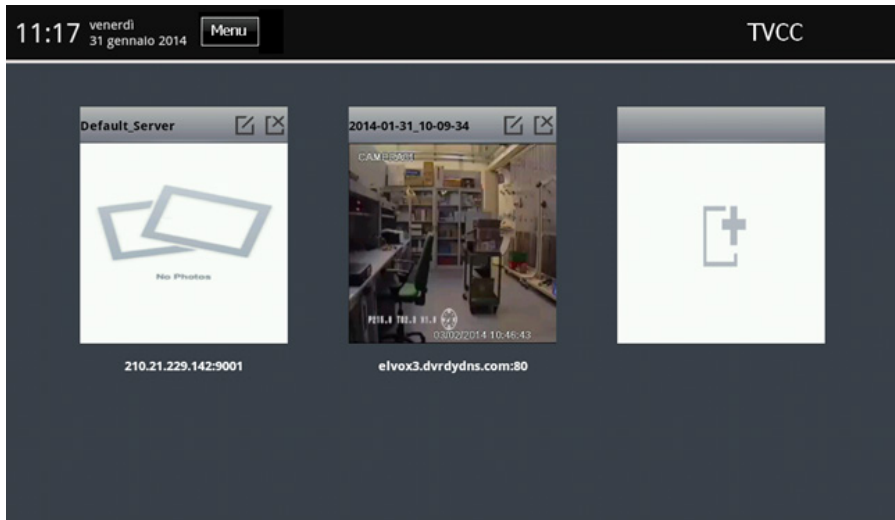 11:17
venerdì
31 gennaio 2014
Menu
TVCC
Default_Server
2014-01-31_10-09-34
No Photos
03/02/2014 10:46:43
210.21.229.142:9001
elvox3.dvrdydns.com:80